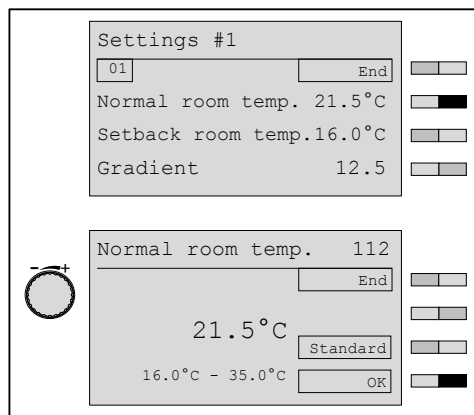 Settings #1
01 End
Normal room temp. 21.5°C
Setback room temp.16.0°C
Gradient 12.5
Normal room temp. 112
End
- +
21.5°C
Standard
16.0°C - 35.0°C OK